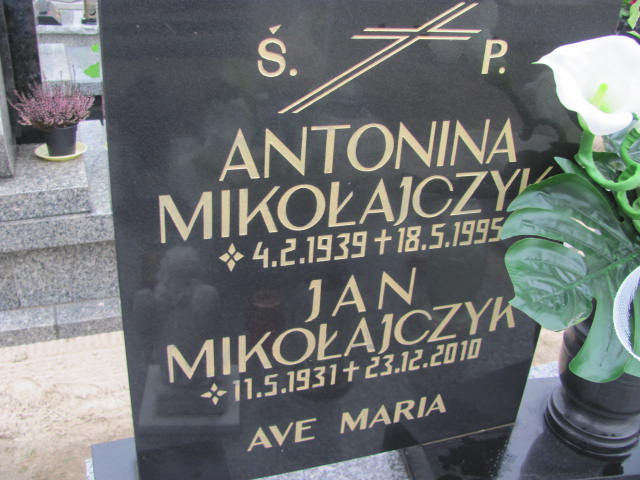 Ś. P.
ANTONINA
MIKOŁAJCZYK
4.2.1939 + 18.5.1995
JAN
MIKOŁAJCZYK
11.5.1931 + 23.12.2010
AVE MARIA